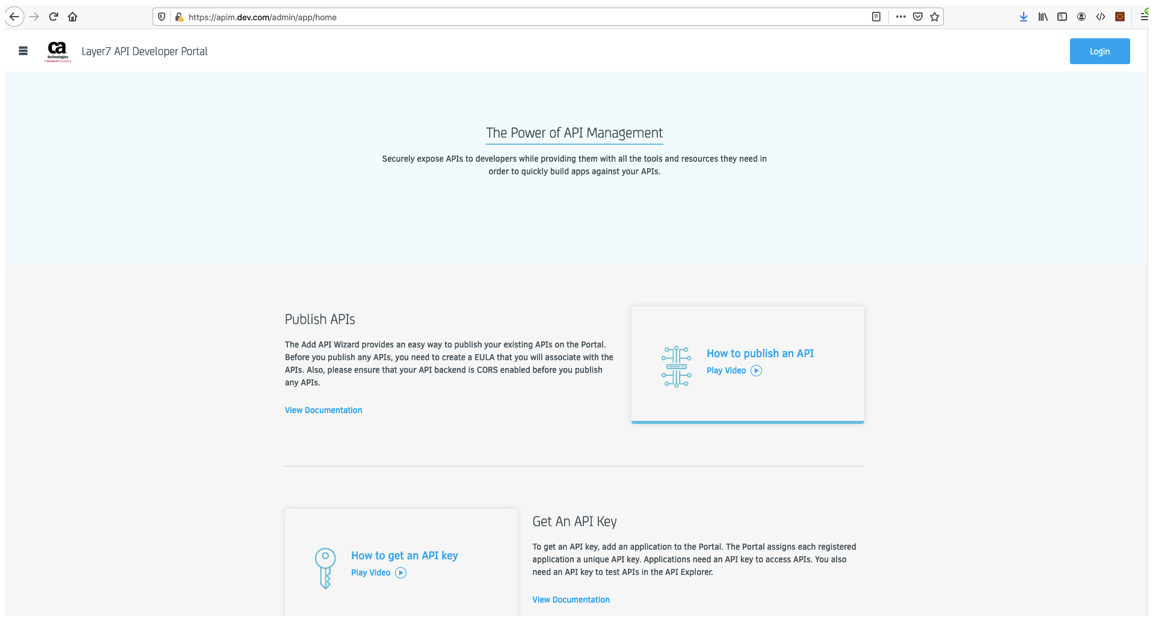 https://apim.dev.com/admin/app/home
ca
technologies
Layer7 API Developer Portal
Login
The Power of API Management
Securely expose APIs to developers while providing them with all the tools and resources they need in
order to quickly build apps against your APIs.
Publish APIs
The Add API Wizard provides an easy way to publish your existing APIs on the Portal.
Before you publish any APIs, you need to create a EULA that you will associate with the
APIs. Also, please ensure that your API backend is CORS enabled before you publish
any APIs.
View Documentation
How to publish an API
Play Video
How to get an API key
Play Video
Get An API Key
To get an API key, add an application to the Portal. The Portal assigns each registered
application a unique API key. Applications need an API key to access APIs. You also
need an API key to test APIs in the API Explorer.
View Documentation